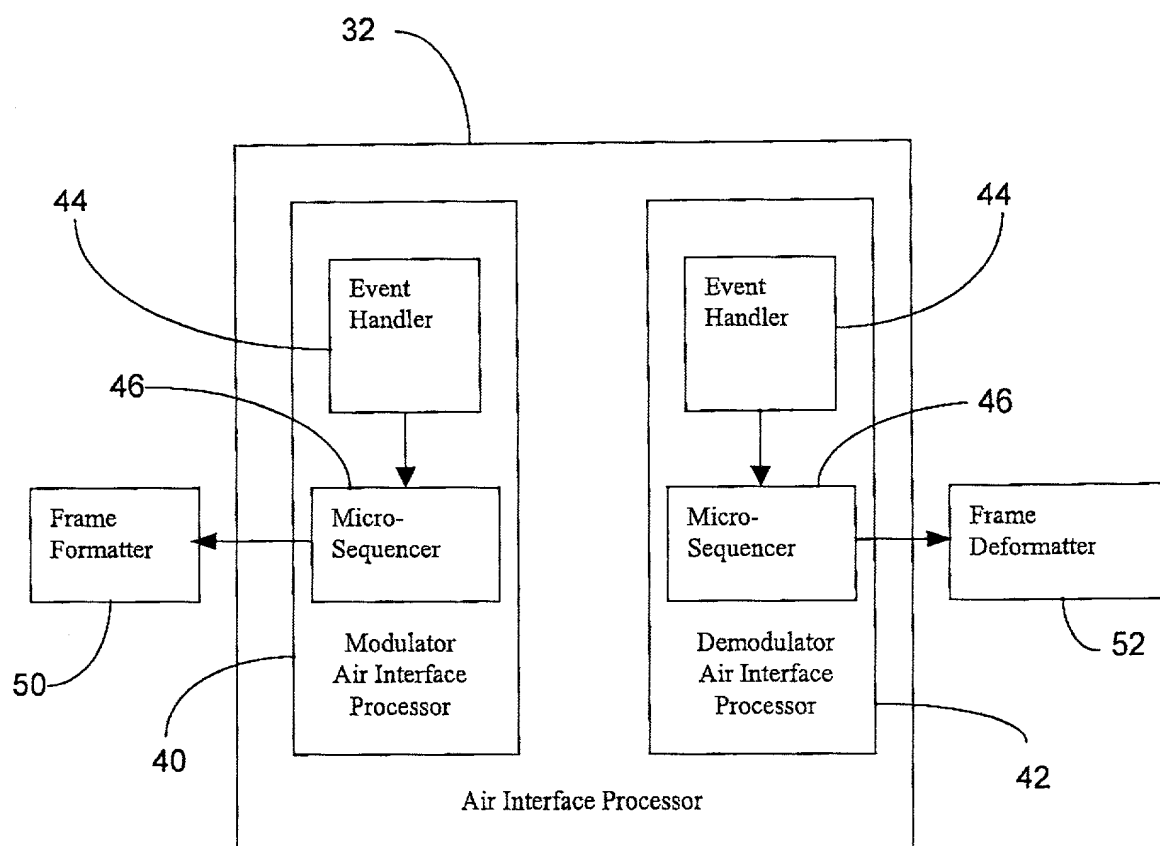 32
44
44
Event
Handler
Event
Handler
46
46
Frame
Formatter
Micro-
Sequencer
Micro-
Sequencer
Frame
Deformatter
50
Modulator
Air Interface
Processor
Demodulator
Air Interface
Processor
52
40
42
Air Interface Processor